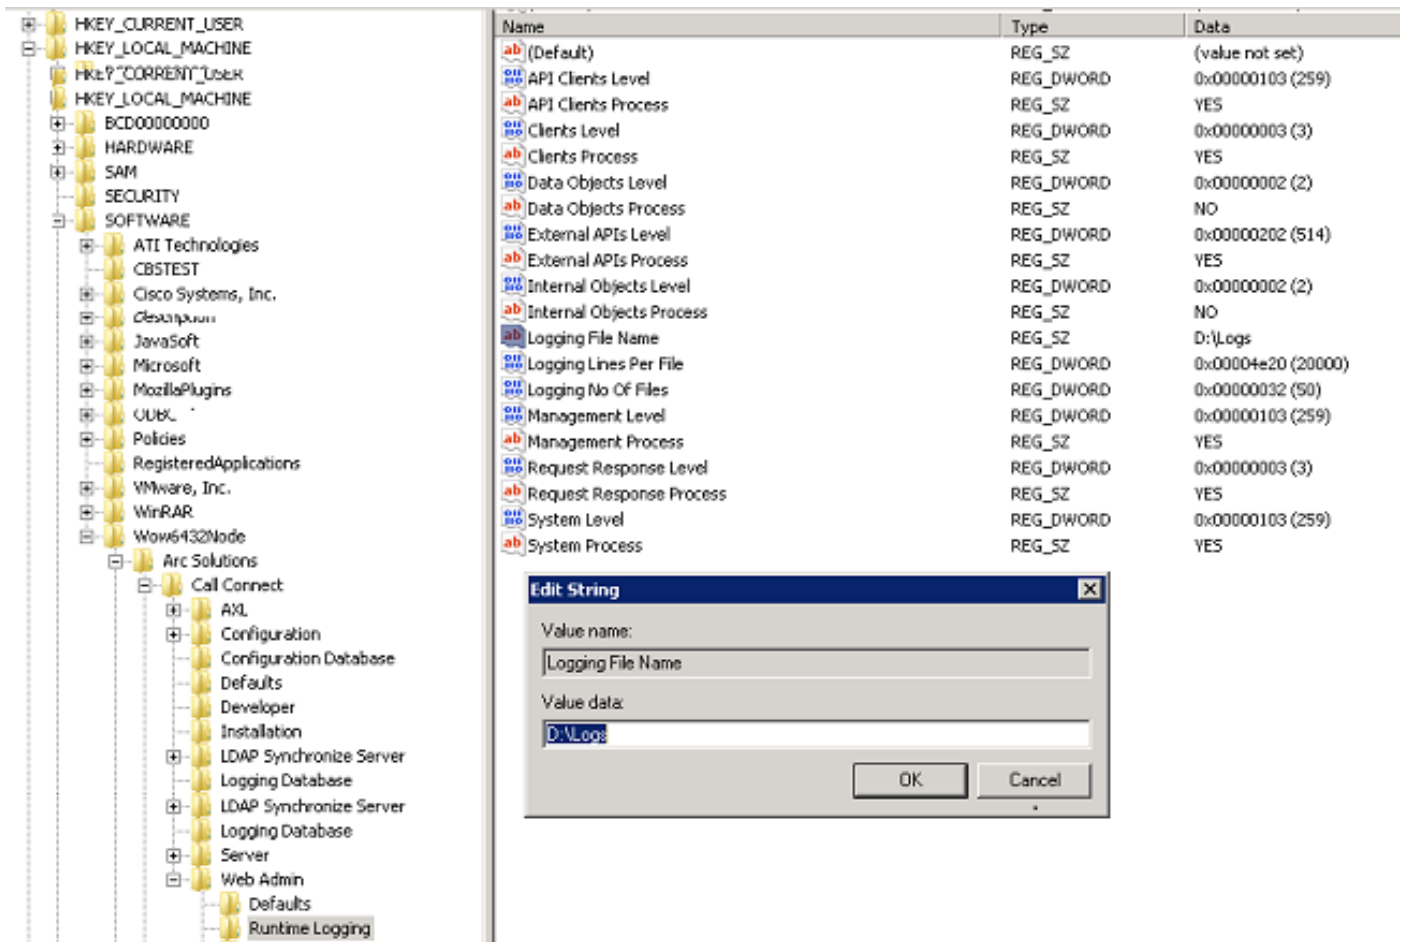 HKEY_CURRENT_USER
HKEY_LOCAL_MACHINE
HKEY_CURRENT_USER
HKEY_LOCAL_MACHINE
BCD00000000
HARDWARE
SAM
SECURITY
SOFTWARE
ATI Technologies
CBSTEST
Cisco Systems, Inc.
Description
JavaSoft
Microsoft
MozillaPlugins
ODBC
Policies
RegisteredApplications
VMware, Inc.
WinRAR
Wow6432Node
Arc Solutions
Call Connect
AXL
Configuration
Configuration Database
Defaults
Developer
Installation
LDAP Synchronize Server
Logging Database
LDAP Synchronize Server
Logging Database
Server
Web Admin
Defaults
Runtime Logging
Name Type Data
(Default) REG_SZ (value not set)
API Clients Level REG_DWORD 0x00000103 (259)
API Clients Process REG_SZ YES
Clients Level REG_DWORD 0x00000003 (3)
Clients Process REG_SZ YES
Data Objects Level REG_DWORD 0x00000002 (2)
Data Objects Process REG_SZ NO
External APIs Level REG_DWORD 0x00000202 (514)
External APIs Process REG_SZ YES
Internal Objects Level REG_DWORD 0x00000002 (2)
Internal Objects Process REG_SZ NO
Logging File Name REG_SZ D:\Logs
Logging Lines Per File REG_DWORD 0x00004e20 (20000)
Logging No Of Files REG_DWORD 0x00000032 (50)
Management Level REG_DWORD 0x00000103 (259)
Management Process REG_SZ YES
Request Response Level REG_DWORD 0x00000003 (3)
Request Response Process REG_SZ YES
System Level REG_DWORD 0x00000103 (259)
System Process REG_SZ YES
Edit String
Value name:
Logging File Name
Value data:
D:\Logs
OK Cancel